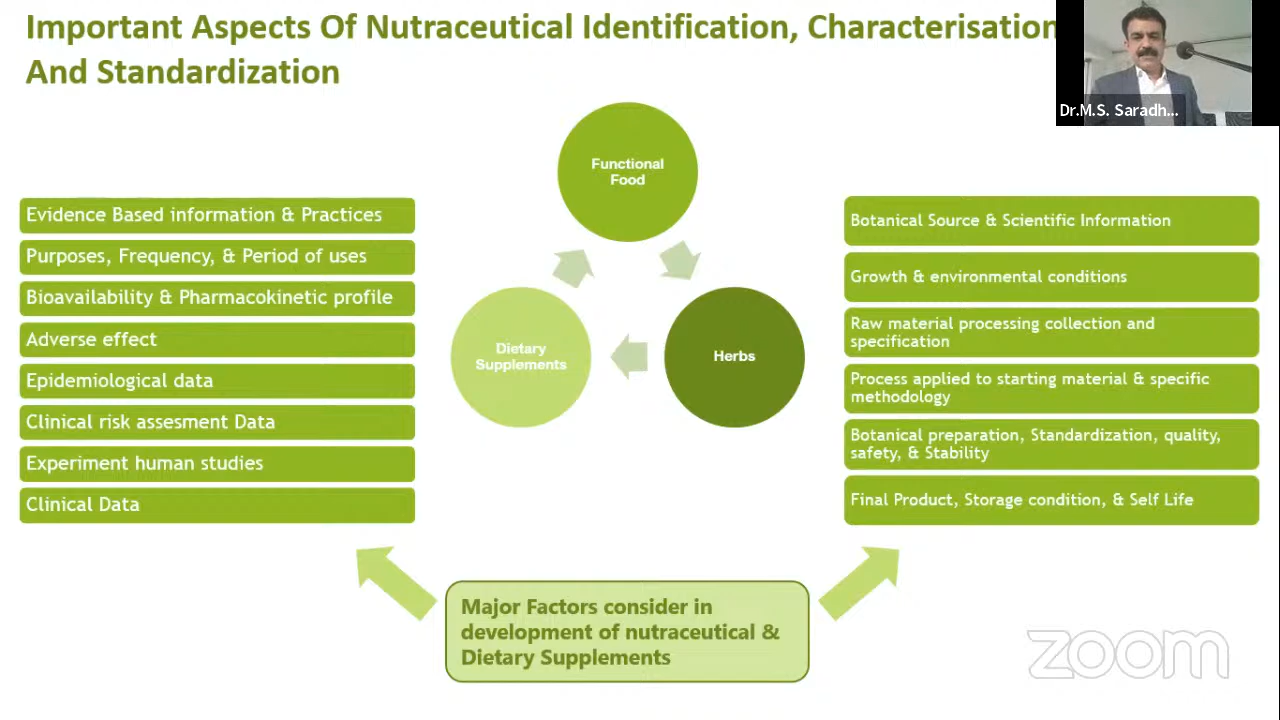 Important Aspects Of Nutraceutical Identification, Characterisation
And Standardization
Dr.M.S. Saradh...
Functional
Food
Dietary
Supplements
Herbs
Evidence Based information & Practices
Purposes, Frequency, & Period of uses
Bioavailability & Pharmacokinetic profile
Adverse effect
Epidemiological data
Clinical risk assesment Data
Experiment human studies
Clinical Data
Botanical Source & Scientific Information
Growth & environmental conditions
Raw material processing collection and
specification
Process applied to starting material & specific
methodology
Botanical preparation, Standardization, quality,
safety, & Stability
Final Product, Storage condition, & Self Life
Major Factors consider in
development of nutraceutical &
Dietary Supplements
zoom